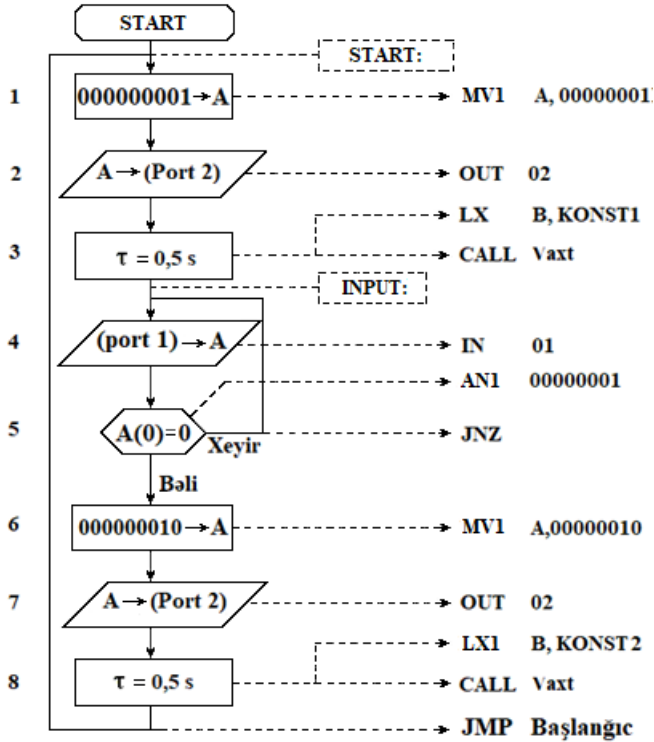 START
START:
1 000000001→A MV1 A, 00000001
2 A→(Port 2) OUT 02
LX B, KONST1
3 τ = 0,5 s CALL Vaxt
INPUT:
4 (port 1)→A IN 01
AN1 00000001
5 A(0)=0 Xeyir JNZ
Bəli
6 000000010→A MV1 A,00000010
7 A→(Port 2) OUT 02
LX1 B, KONST2
8 τ = 0,5 s CALL Vaxt
JMP Başlanğıc